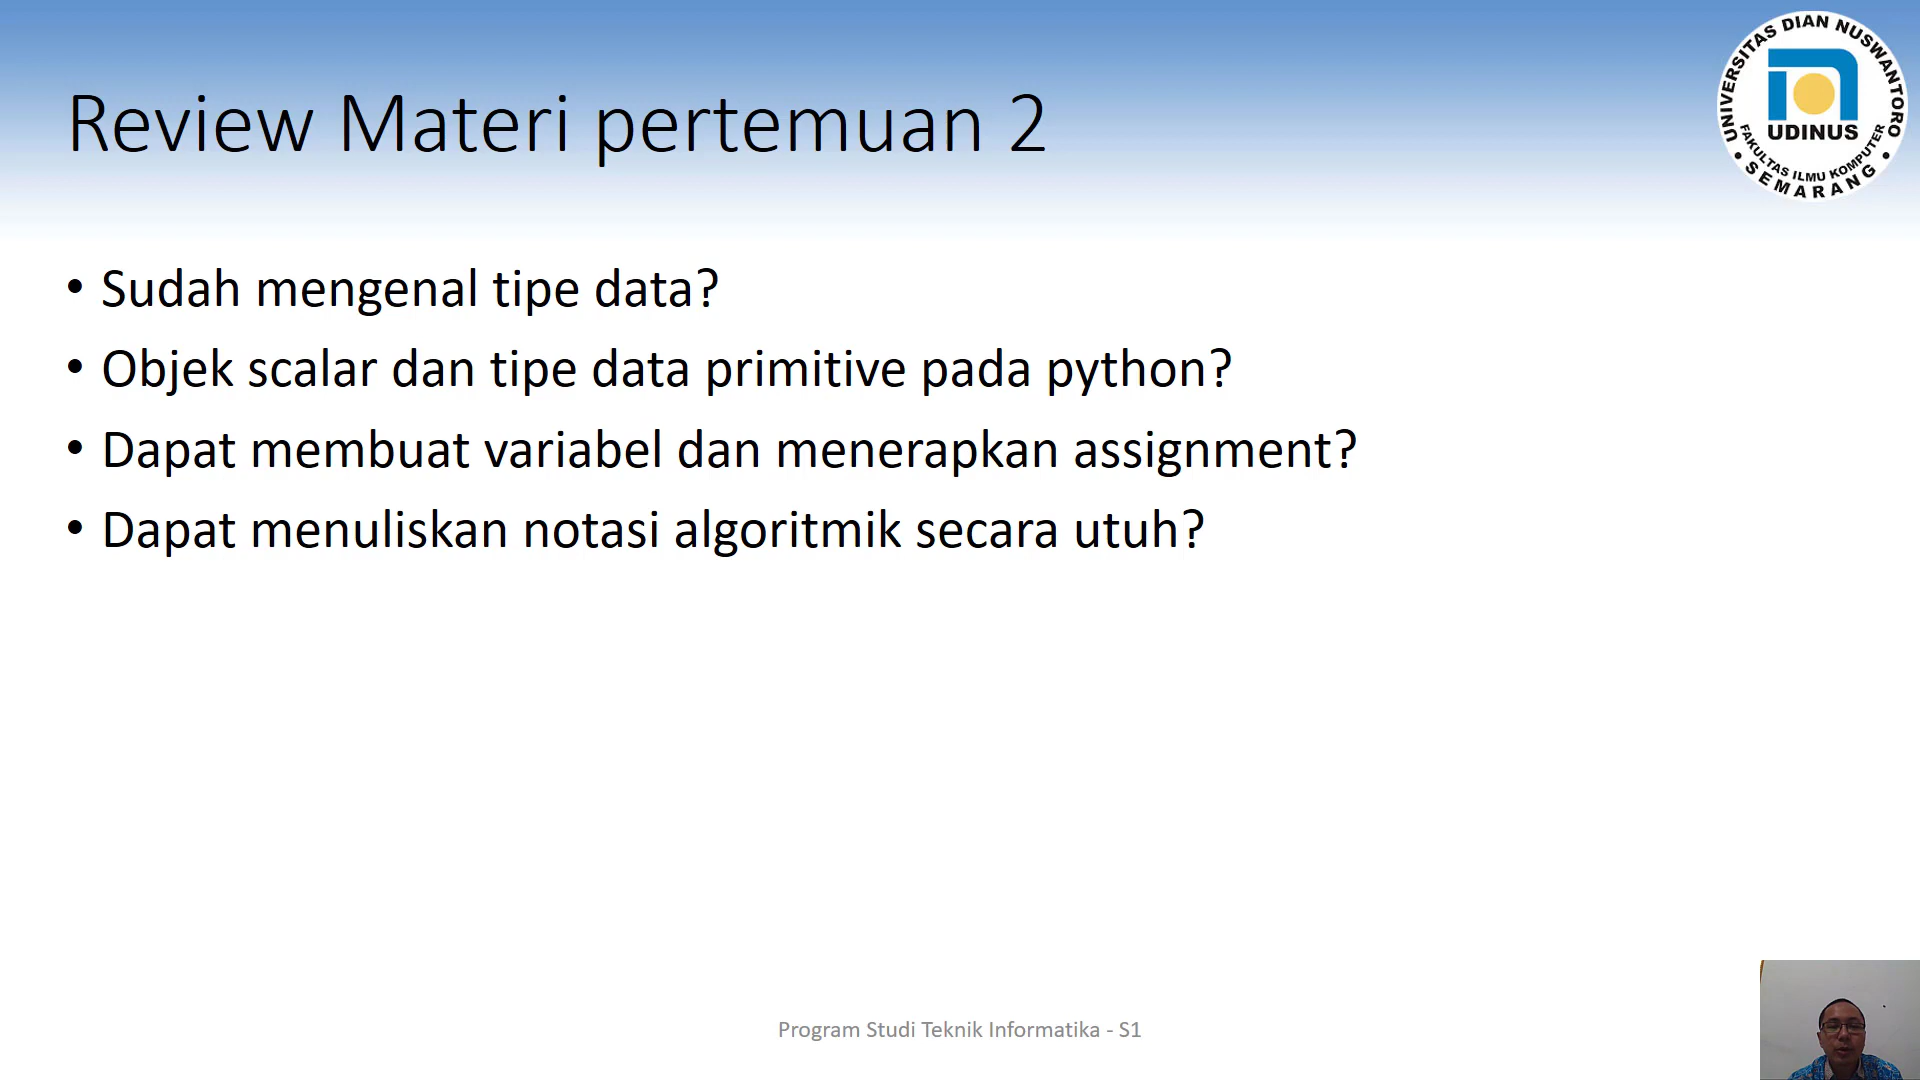 Review Materi pertemuan 2
UNIVERSITAS DIAN NUSWANTORO
UDINUS
FAKULTAS ILMU KOMPUTER
• SEMARANG •
• Sudah mengenal tipe data?
• Objek scalar dan tipe data primitive pada python?
• Dapat membuat variabel dan menerapkan assignment?
• Dapat menuliskan notasi algoritmik secara utuh?
Program Studi Teknik Informatika - S1